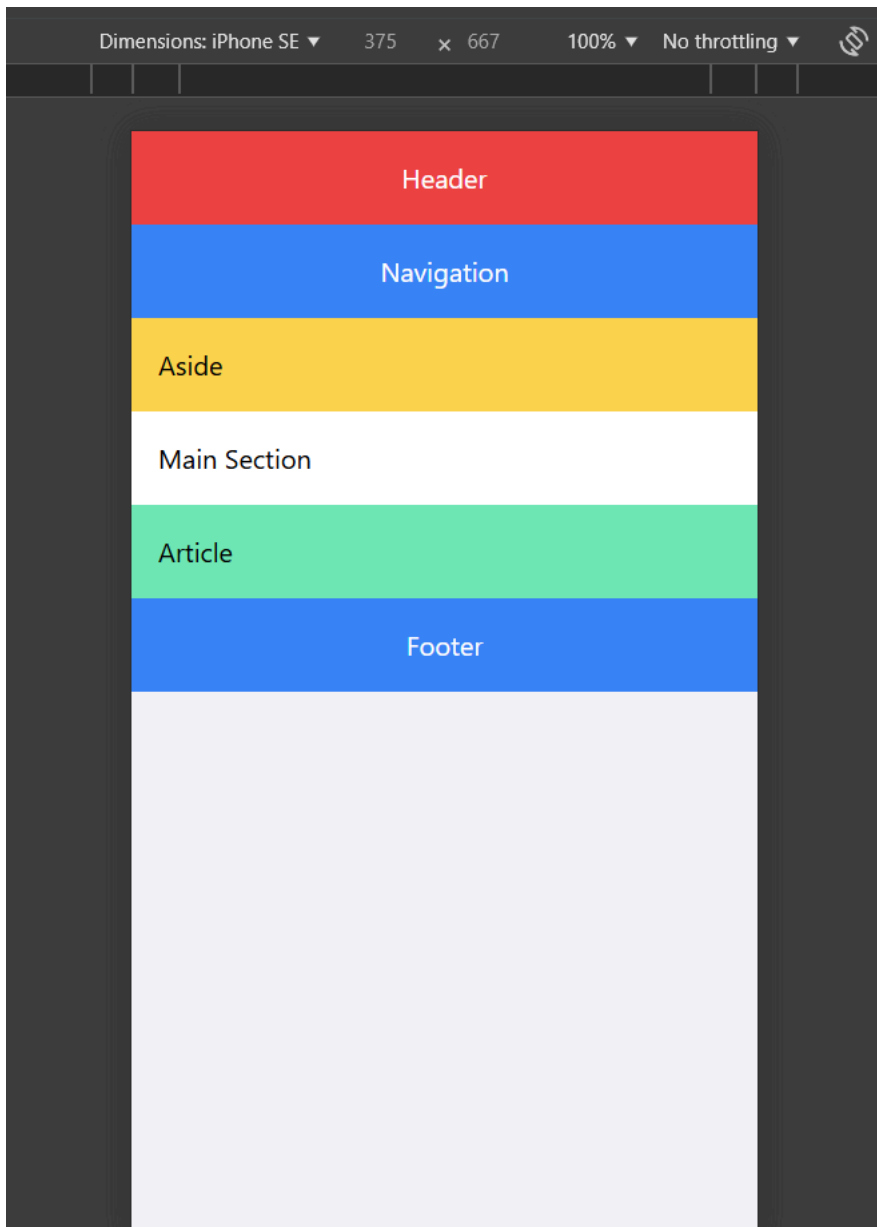 Dimensions: iPhone SE ▼ 375 × 667 100% ▼ No throttling ▼
Header
Navigation
Aside
Main Section
Article
Footer